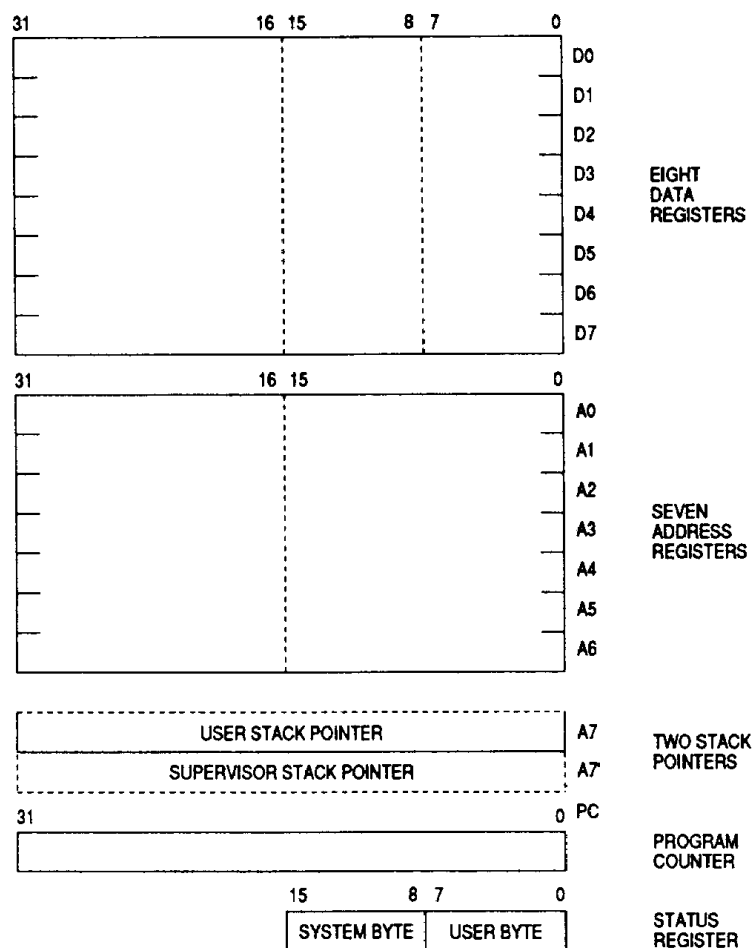 31 16 15 8 7 0
D0
D1
D2
D3
D4
D5
D6
D7
EIGHT
DATA
REGISTERS
31 16 15 0
A0
A1
A2
A3
A4
A5
A6
SEVEN
ADDRESS
REGISTERS
USER STACK POINTER A7
SUPERVISOR STACK POINTER A7'
TWO STACK
POINTERS
31 0 PC
PROGRAM
COUNTER
15 8 7 0
SYSTEM BYTE USER BYTE
STATUS
REGISTER